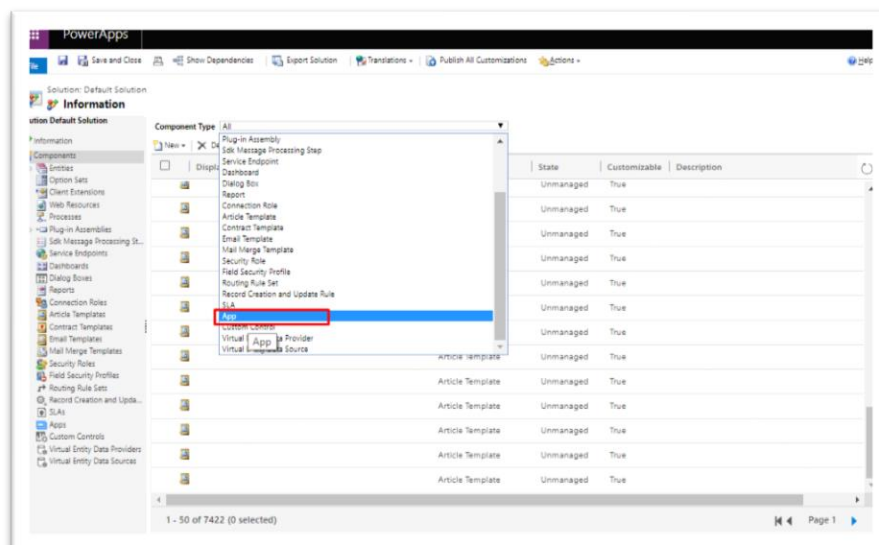 PowerApps
Save and Close Show Dependencies Export Solution Translations Publish All Customizations Actions Help
Solution: Default Solution
Information
ution Default Solution
Information
Components
Entities
Option Sets
Client Extensions
Web Resources
Processes
Plug-in Assemblies
Sdk Message Processing St...
Service Endpoints
Dashboards
Dialog Boxes
Reports
Connection Roles
Article Templates
Contract Templates
Email Templates
Mail Merge Templates
Security Roles
Field Security Profiles
Routing Rule Sets
Record Creation and Upda...
SLAs
Apps
Custom Controls
Virtual Entity Data Providers
Virtual Entity Data Sources
Component Type All
New
Displa State Customizable Description
Plug-in Assembly
Sdk Message Processing Step
Service Endpoint
Dashboard
Dialog Box
Report
Connection Role
Article Template
Contract Template
Email Template
Mail Merge Template
Security Role
Field Security Profile
Routing Rule Set
Record Creation and Update Rule
SLA
App
Custom Control
Virtual a Provider
Virtual Data Source
App
Unmanaged True
Unmanaged True
Unmanaged True
Unmanaged True
Unmanaged True
Unmanaged True
Unmanaged True
Article Template Unmanaged True
Article Template Unmanaged True
Article Template Unmanaged True
Article Template Unmanaged True
Article Template Unmanaged True
Article Template Unmanaged True
1 - 50 of 7422 (0 selected) Page 1